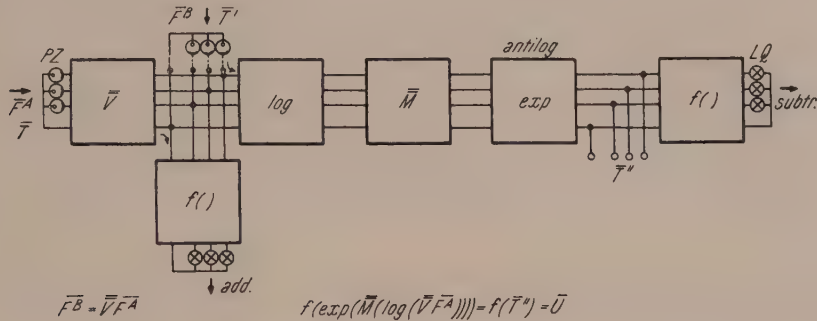 F̅ᴮ T̅'
antilog
PZ
LQ
V̿
log
M̿
exp
f( )
F̅ᴬ
subtr.
T̅
T̅"
f( )
add.
F̅ᴮ = V̿F̅ᴬ
f(exp(M̿(log(V̿F̅ᴬ)))) = f(T̅") = U̅